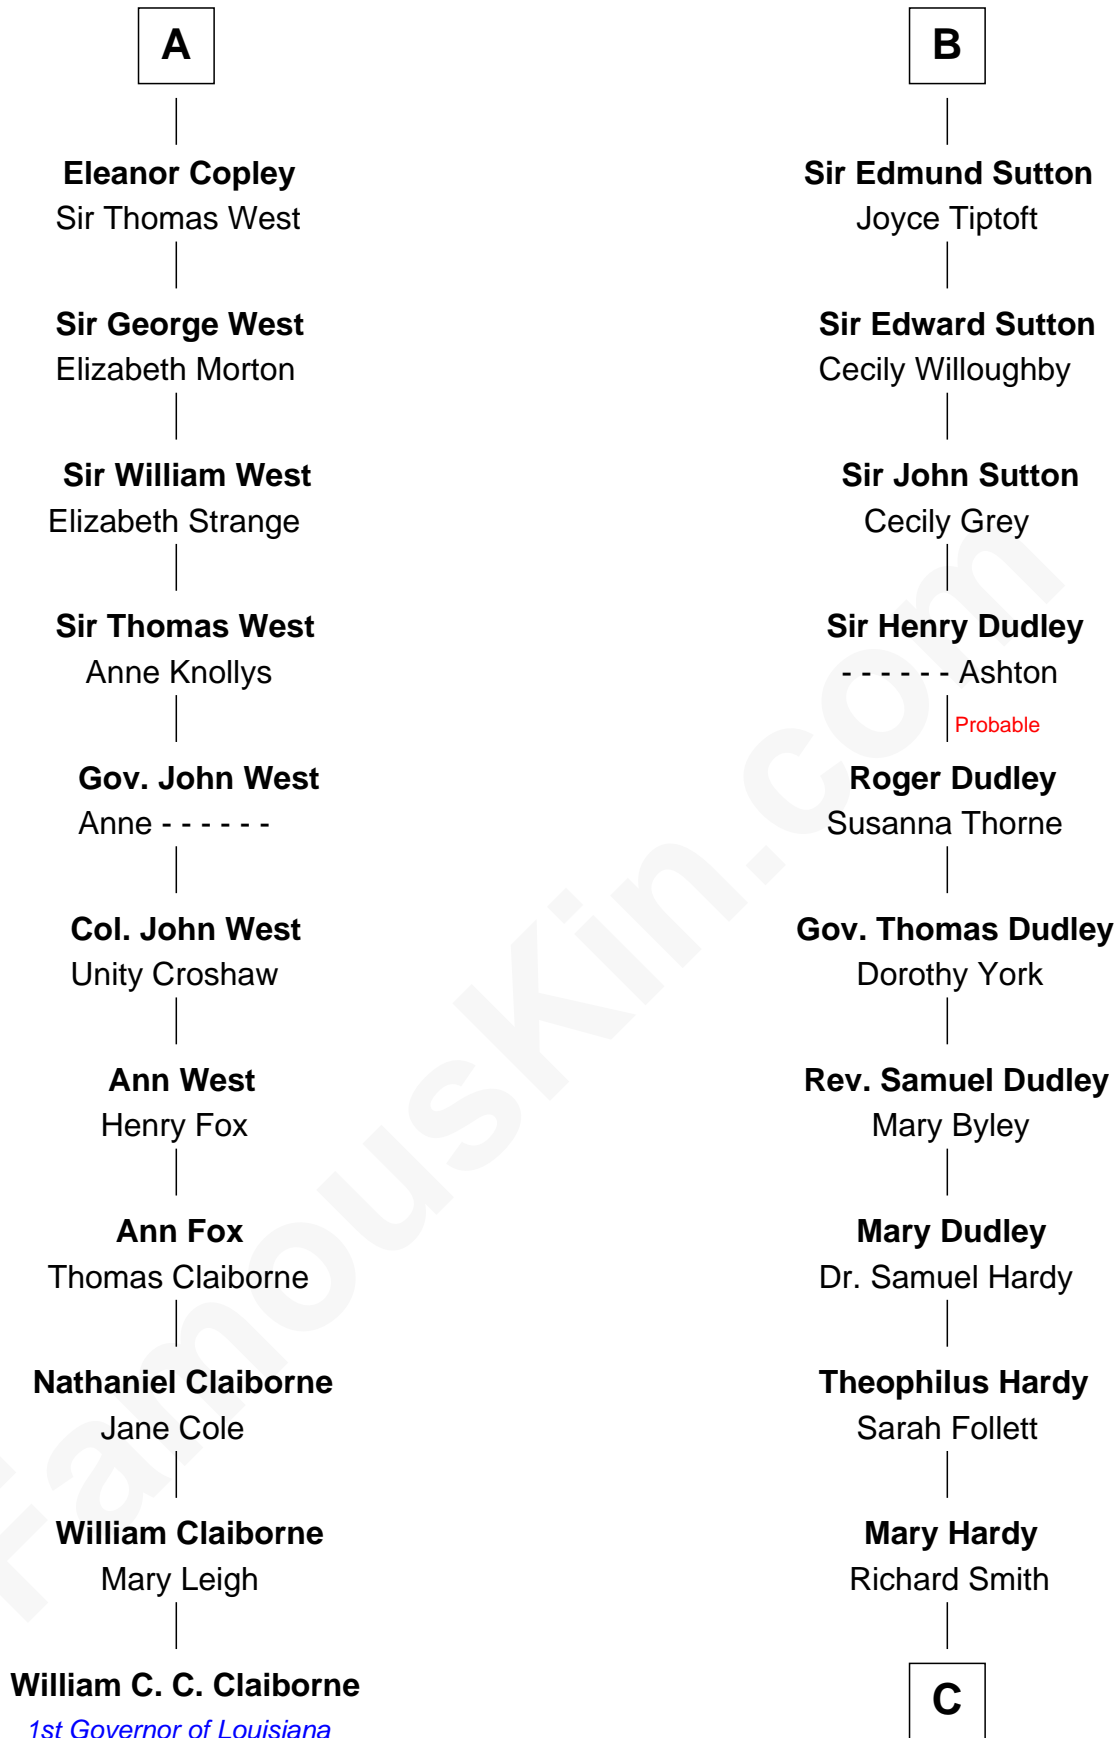 A
Eleanor Copley
Sir Thomas West
Sir George West
Elizabeth Morton
Sir William West
Elizabeth Strange
Sir Thomas West
Anne Knollys
Gov. John West
Anne - - - - - -
Col. John West
Unity Croshaw
Ann West
Henry Fox
Ann Fox
Thomas Claiborne
Nathaniel Claiborne
Jane Cole
William Claiborne
Mary Leigh
William C. C. Claiborne
1st Governor of Louisiana
B
Sir Edmund Sutton
Joyce Tiptoft
Sir Edward Sutton
Cecily Willoughby
Sir John Sutton
Cecily Grey
Sir Henry Dudley
- - - - - - Ashton
Probable
Roger Dudley
Susanna Thorne
Gov. Thomas Dudley
Dorothy York
Rev. Samuel Dudley
Mary Byley
Mary Dudley
Dr. Samuel Hardy
Theophilus Hardy
Sarah Follett
Mary Hardy
Richard Smith
C
FamousKin.com